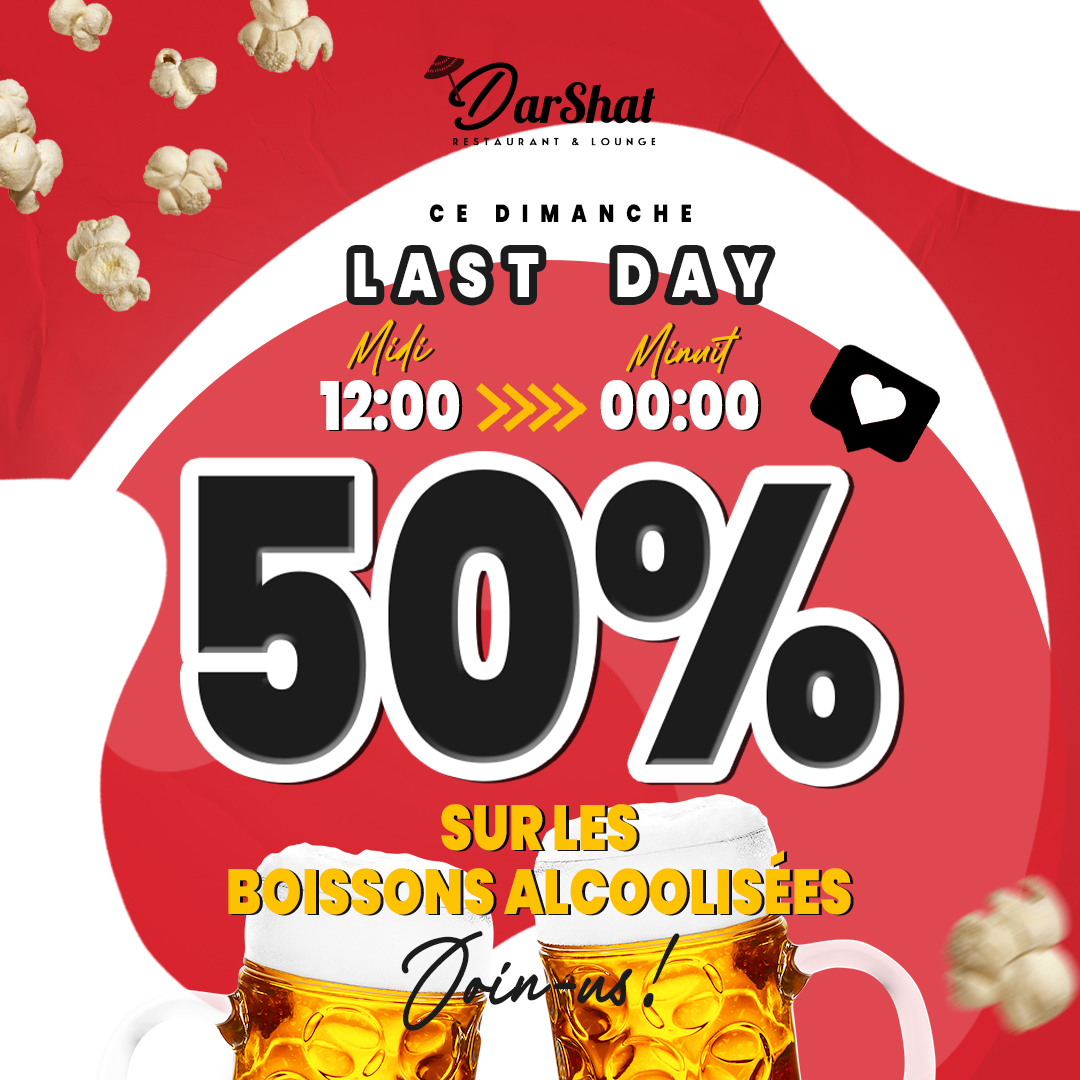 DarShat
RESTAURANT & LOUNGE
CE DIMANCHE
LAST DAY
Midi Minuit
12:00 00:00
50%
SUR LES
BOISSONS ALCOOLISÉES
Join-us!